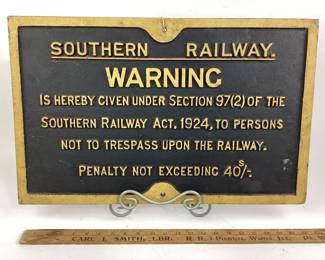 SOUTHERN RAILWAY.
WARNING
IS HEREBY GIVEN UNDER SECTION 97(2) OF THE
SOUTHERN RAILWAY ACT, 1924, TO PERSONS
NOT TO TRESPASS UPON THE RAILWAY.
PENALTY NOT EXCEEDING 40S/-.
CARL E. SMITH, LBR.